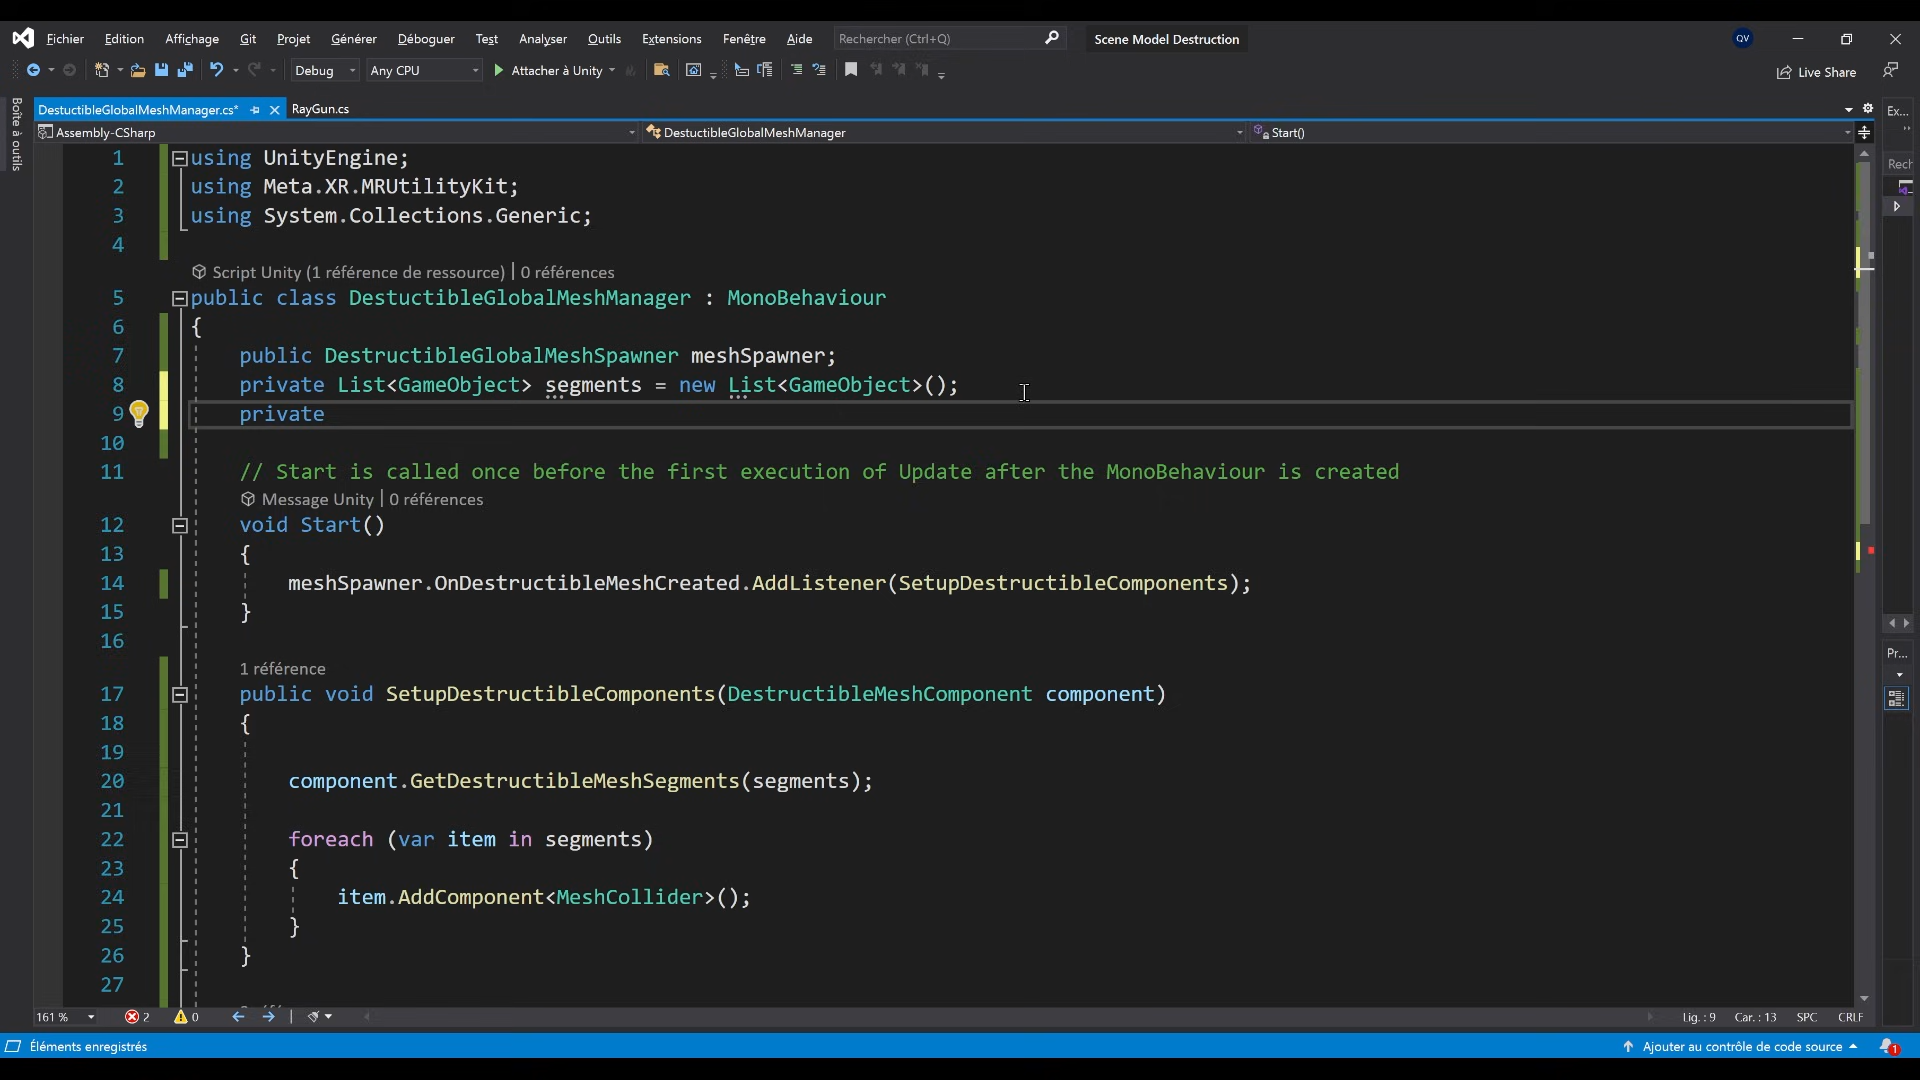 Fichier Edition Affichage Git Projet Générer Déboguer Test Analyser Outils Extensions Fenêtre Aide Rechercher (Ctrl+Q) Scene Model Destruction QV
Debug Any CPU Attacher à Unity Live Share
Boîte à outils
DestuctibleGlobalMeshManager.cs* RayGun.cs Ex...
Assembly-CSharp DestuctibleGlobalMeshManager Start()
Rech
1 using UnityEngine;
2 using Meta.XR.MRUtilityKit;
3 using System.Collections.Generic;
4
Script Unity (1 référence de ressource) | 0 références
5 public class DestuctibleGlobalMeshManager : MonoBehaviour
6 {
7 public DestructibleGlobalMeshSpawner meshSpawner;
8 private List<GameObject> segments = new List<GameObject>();
9 private
10
11 // Start is called once before the first execution of Update after the MonoBehaviour is created
Message Unity | 0 références
12 void Start()
13 {
14 meshSpawner.OnDestructibleMeshCreated.AddListener(SetupDestructibleComponents);
15 }
16
1 référence
Pr...
17 public void SetupDestructibleComponents(DestructibleMeshComponent component)
18 {
19
20 component.GetDestructibleMeshSegments(segments);
21
22 foreach (var item in segments)
23 {
24 item.AddComponent<MeshCollider>();
25 }
26 }
27
161 % 2 0 Lig. : 9 Car. : 13 SPC CRLF
Éléments enregistrés Ajouter au contrôle de code source 1